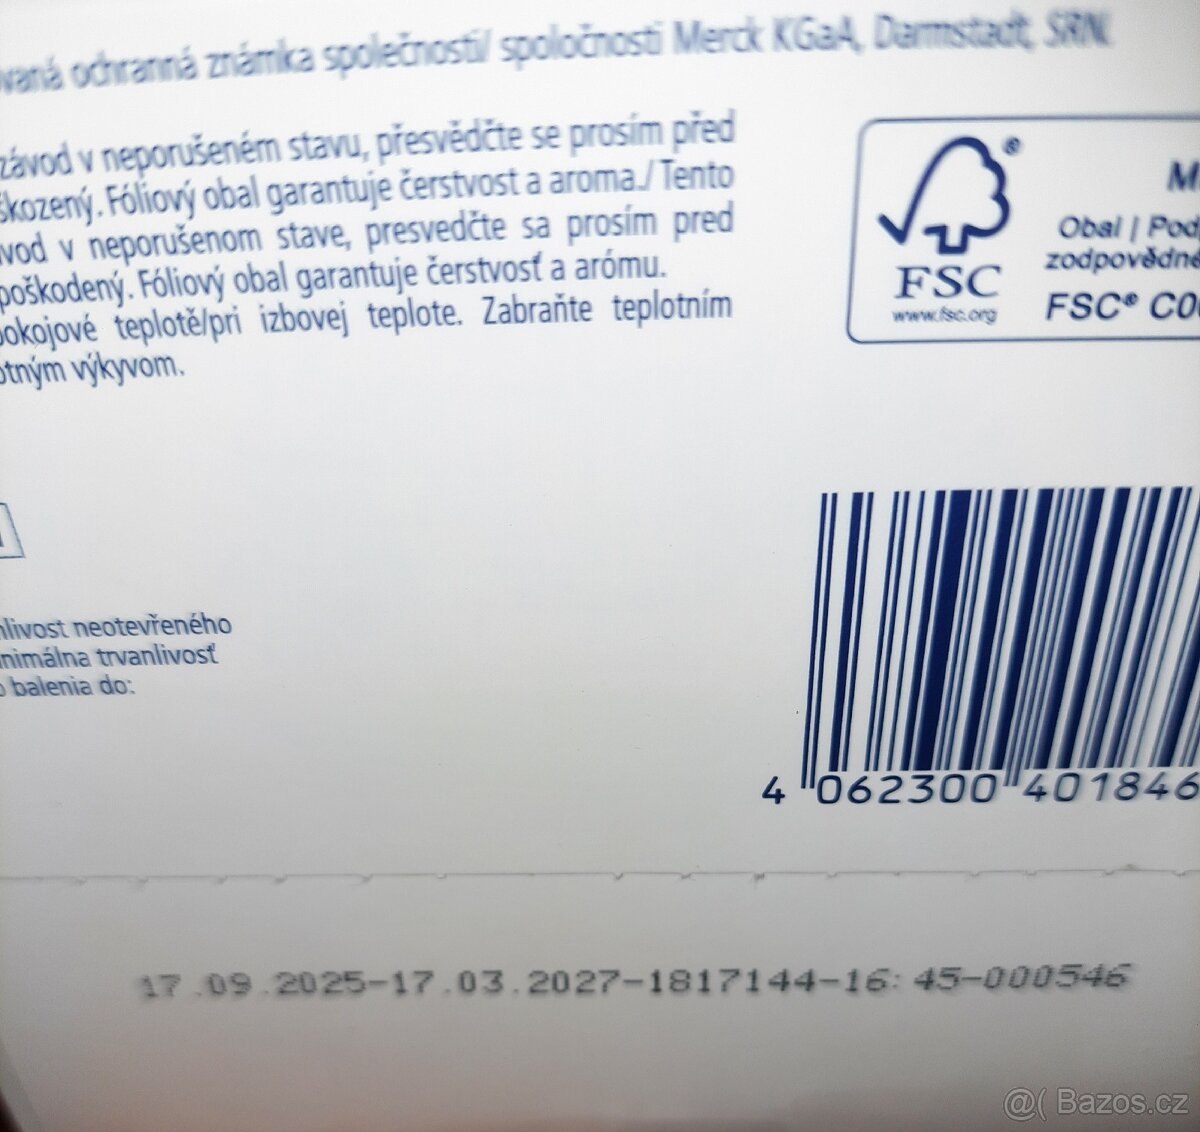 ochranná známka společnosti/ spoločnosti Merck KGaA, Darmstadt, SRN.
závod v neporušeném stavu, přesvědčte se prosím před
škozený. Fóliový obal garantuje čerstvost a aroma./ Tento
vod v neporušenom stave, presvedčte sa prosím pred
poškodený. Fóliový obal garantuje čerstvosť a arómu.
pokojové teplotě/pri izbovej teplote. Zabraňte teplotním
otným výkyvom.
®
FSC
www.fsc.org
M
Obal | Pod
zodpovědné
FSC® C0
nlivost neotevřeného
nimálna trvanlivosť
o balenia do:
4 062300 401846
17.09.2025-17.03.2027-1817144-16:45-000546
@( Bazos.cz